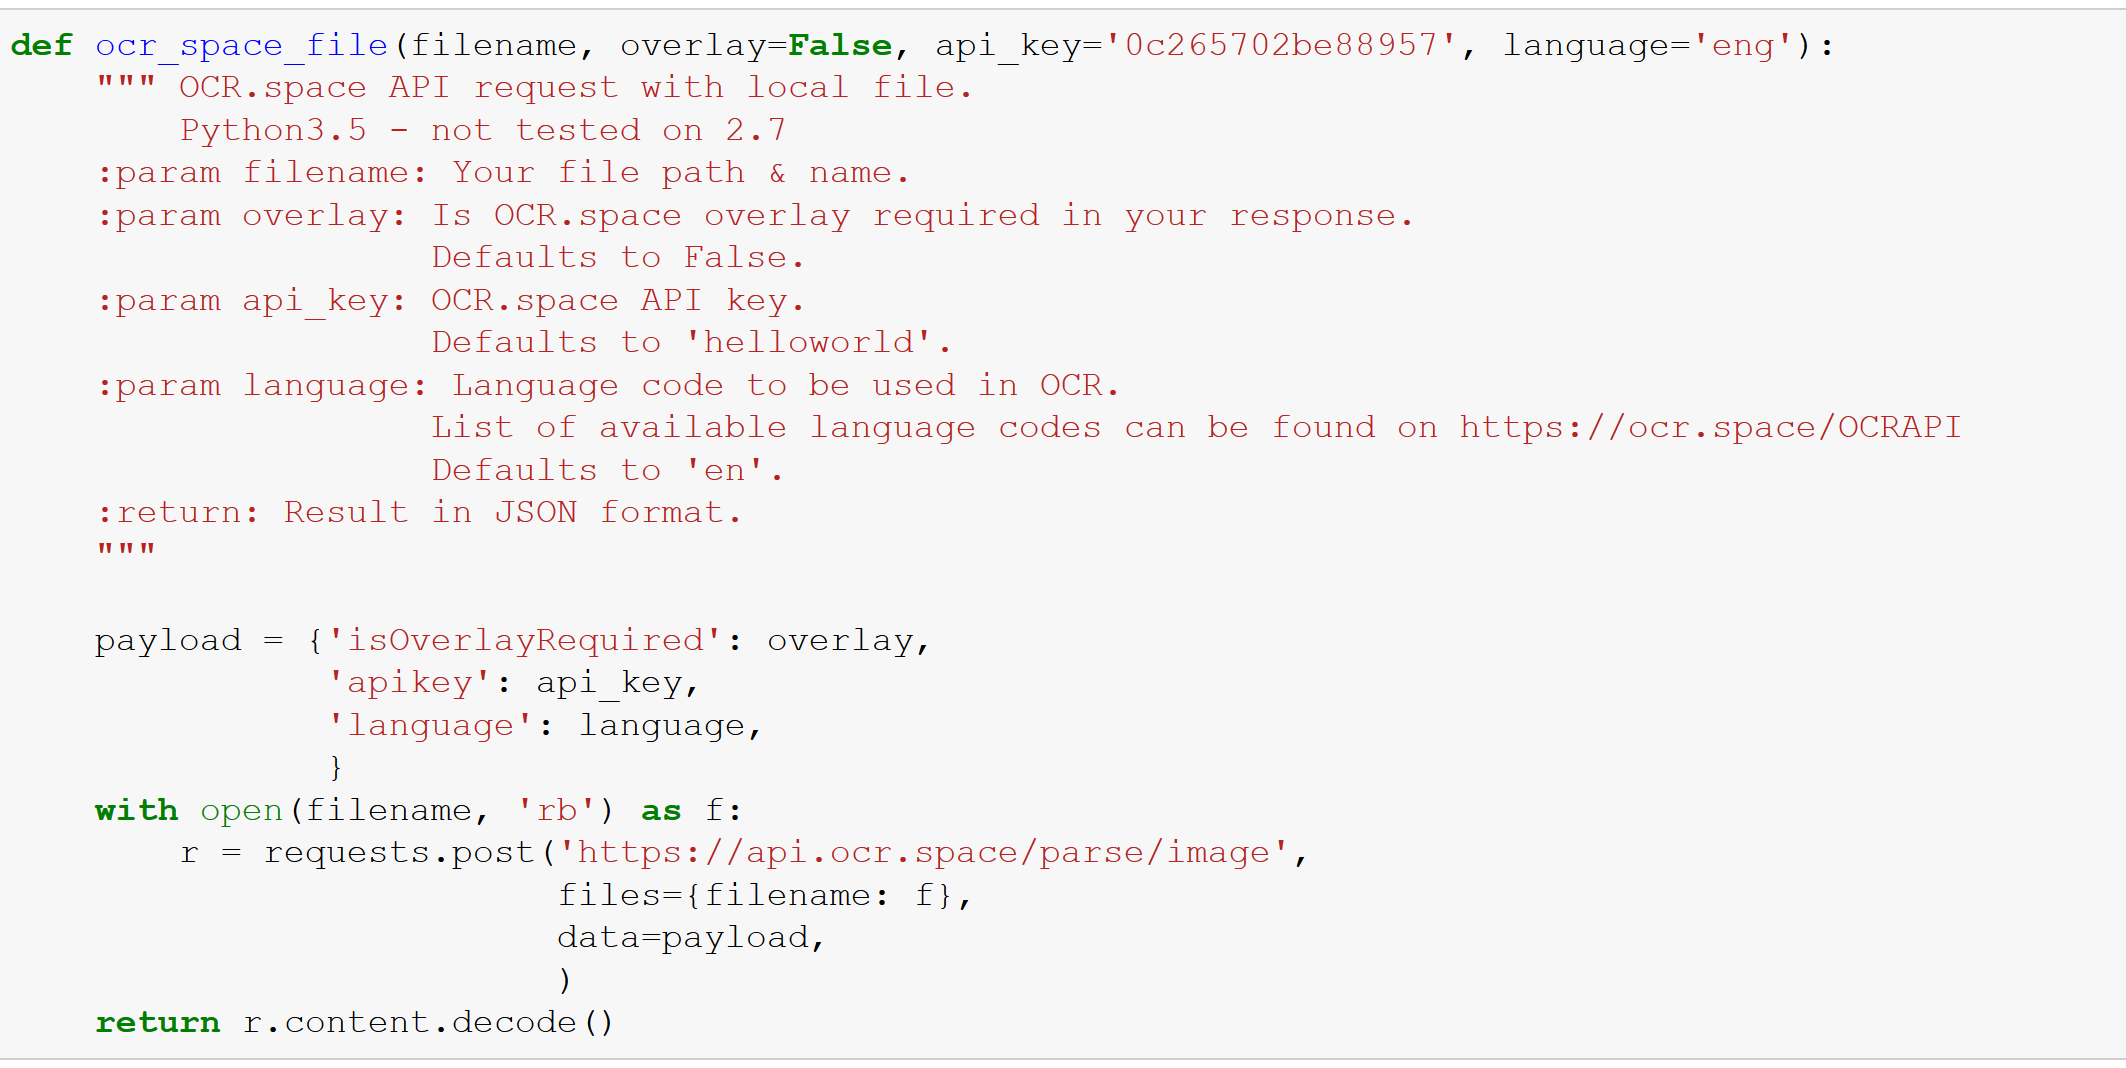 def ocr_space_file(filename, overlay=False, api_key='0c265702be88957', language='eng'):
    """ OCR.space API request with local file.
        Python3.5 - not tested on 2.7
    :param filename: Your file path & name.
    :param overlay: Is OCR.space overlay required in your response.
                    Defaults to False.
    :param api_key: OCR.space API key.
                    Defaults to 'helloworld'.
    :param language: Language code to be used in OCR.
                    List of available language codes can be found on https://ocr.space/OCRAPI
                    Defaults to 'en'.
    :return: Result in JSON format.
    """
    payload = {'isOverlayRequired': overlay,
               'apikey': api_key,
               'language': language,
               }
    with open(filename, 'rb') as f:
        r = requests.post('https://api.ocr.space/parse/image',
                          files={filename: f},
                          data=payload,
                          )
    return r.content.decode()